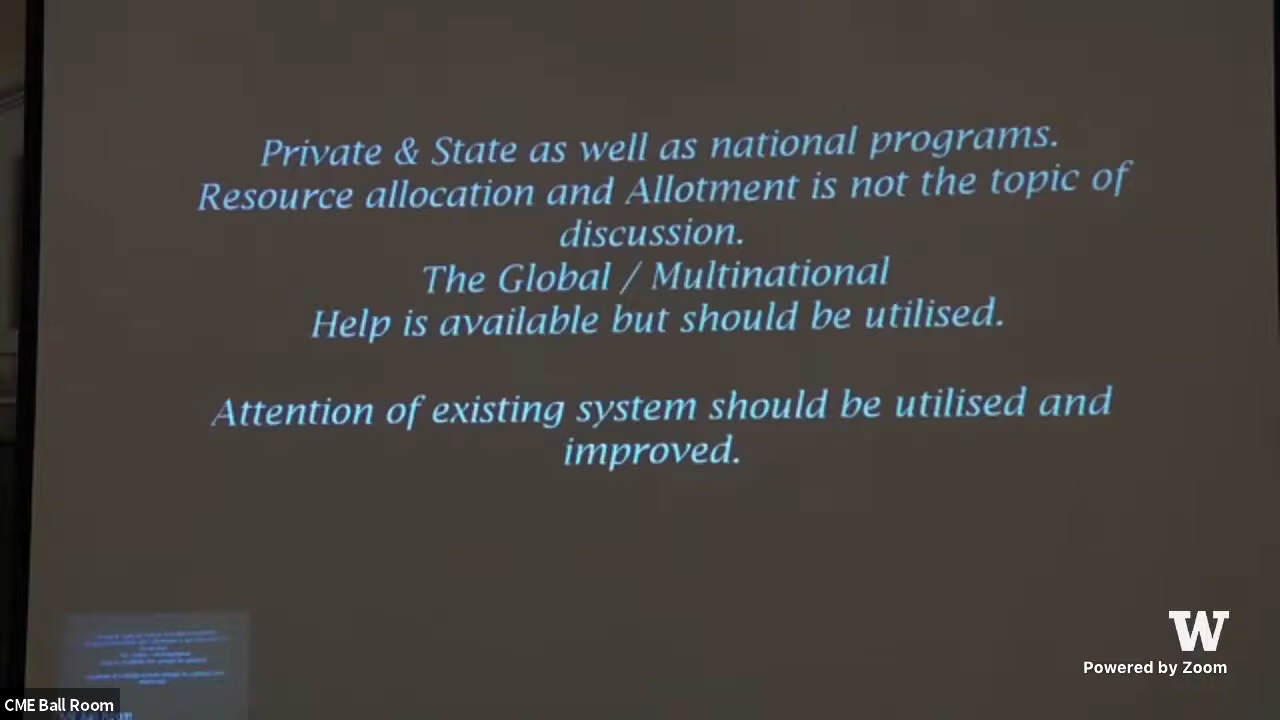 Private & State as well as national programs.
Resource allocation and Allotment is not the topic of
discussion.
The Global / Multinational
Help is available but should be utilised.
Attention of existing system should be utilised and
improved.
W
Powered by Zoom
CME Ball Room